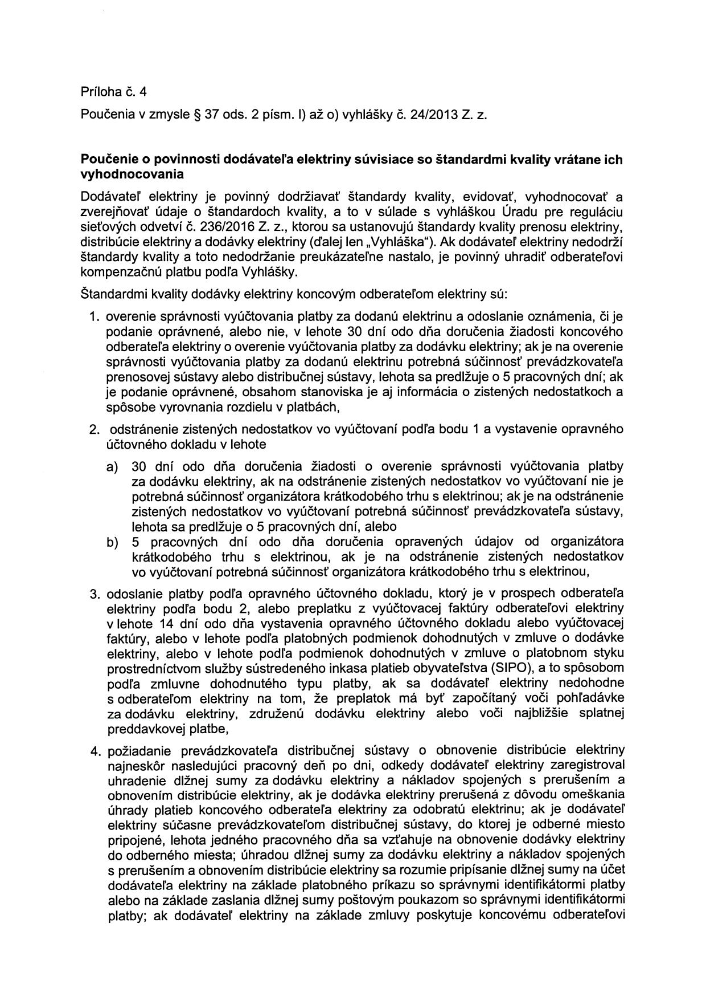 Príloha č. 4
Poučenia v zmysle § 37 ods. 2 písm. l) až o) vyhlášky č. 24/2013 Z. z.
Poučenie o povinnosti dodávateľa elektriny súvisiace so štandardmi kvality vrátane ich
vyhodnocovania
Dodávateľ elektriny je povinný dodržiavať štandardy kvality, evidovať, vyhodnocovať a
zverejňovať údaje o štandardoch kvality, a to v súlade s vyhláškou Úradu pre reguláciu
sieťových odvetví č. 236/2016 Z. z., ktorou sa ustanovujú štandardy kvality prenosu elektriny,
distribúcie elektriny a dodávky elektriny (ďalej len „Vyhláška“). Ak dodávateľ elektriny nedodrží
štandardy kvality a toto nedodržanie preukázateľne nastalo, je povinný uhradiť odberateľovi
kompenzačnú platbu podľa Vyhlášky.
Štandardmi kvality dodávky elektriny koncovým odberateľom elektriny sú:
1. overenie správnosti vyúčtovania platby za dodanú elektrinu a odoslanie oznámenia, či je
podanie oprávnené, alebo nie, v lehote 30 dní odo dňa doručenia žiadosti koncového
odberateľa elektriny o overenie vyúčtovania platby za dodávku elektriny; ak je na overenie
správnosti vyúčtovania platby za dodanú elektrinu potrebná súčinnosť prevádzkovateľa
prenosovej sústavy alebo distribučnej sústavy, lehota sa predlžuje o 5 pracovných dní; ak
je podanie oprávnené, obsahom stanoviska je aj informácia o zistených nedostatkoch a
spôsobe vyrovnania rozdielu v platbách,
2. odstránenie zistených nedostatkov vo vyúčtovaní podľa bodu 1 a vystavenie opravného
účtovného dokladu v lehote
a) 30 dní odo dňa doručenia žiadosti o overenie správnosti vyúčtovania platby
za dodávku elektriny, ak na odstránenie zistených nedostatkov vo vyúčtovaní nie je
potrebná súčinnosť organizátora krátkodobého trhu s elektrinou; ak je na odstránenie
zistených nedostatkov vo vyúčtovaní potrebná súčinnosť prevádzkovateľa sústavy,
lehota sa predlžuje o 5 pracovných dní, alebo
b) 5 pracovných dní odo dňa doručenia opravených údajov od organizátora
krátkodobého trhu s elektrinou, ak je na odstránenie zistených nedostatkov
vo vyúčtovaní potrebná súčinnosť organizátora krátkodobého trhu s elektrinou,
3. odoslanie platby podľa opravného účtovného dokladu, ktorý je v prospech odberateľa
elektriny podľa bodu 2, alebo preplatku z vyúčtovacej faktúry odberateľovi elektriny
v lehote 14 dní odo dňa vystavenia opravného účtovného dokladu alebo vyúčtovacej
faktúry, alebo v lehote podľa platobných podmienok dohodnutých v zmluve o dodávke
elektriny, alebo v lehote podľa podmienok dohodnutých v zmluve o platobnom styku
prostredníctvom služby sústredeného inkasa platieb obyvateľstva (SIPO), a to spôsobom
podľa zmluvne dohodnutého typu platby, ak sa dodávateľ elektriny nedohodne
s odberateľom elektriny na tom, že preplatok má byť započítaný voči pohľadávke
za dodávku elektriny, združenú dodávku elektriny alebo voči najbližšie splatnej
preddavkovej platbe,
4. požiadanie prevádzkovateľa distribučnej sústavy o obnovenie distribúcie elektriny
najneskôr nasledujúci pracovný deň po dni, odkedy dodávateľ elektriny zaregistroval
uhradenie dlžnej sumy za dodávku elektriny a nákladov spojených s prerušením a
obnovením distribúcie elektriny, ak je dodávka elektriny prerušená z dôvodu omeškania
úhrady platieb koncového odberateľa elektriny za odobratú elektrinu; ak je dodávateľ
elektriny súčasne prevádzkovateľom distribučnej sústavy, do ktorej je odberné miesto
pripojené, lehota jedného pracovného dňa sa vzťahuje na obnovenie dodávky elektriny
do odberného miesta; úhradou dlžnej sumy za dodávku elektriny a nákladov spojených
s prerušením a obnovením distribúcie elektriny sa rozumie pripísanie dlžnej sumy na účet
dodávateľa elektriny na základe platobného príkazu so správnymi identifikátormi platby
alebo na základe zaslania dlžnej sumy poštovým poukazom so správnymi identifikátormi
platby; ak dodávateľ elektriny na základe zmluvy poskytuje koncovému odberateľovi